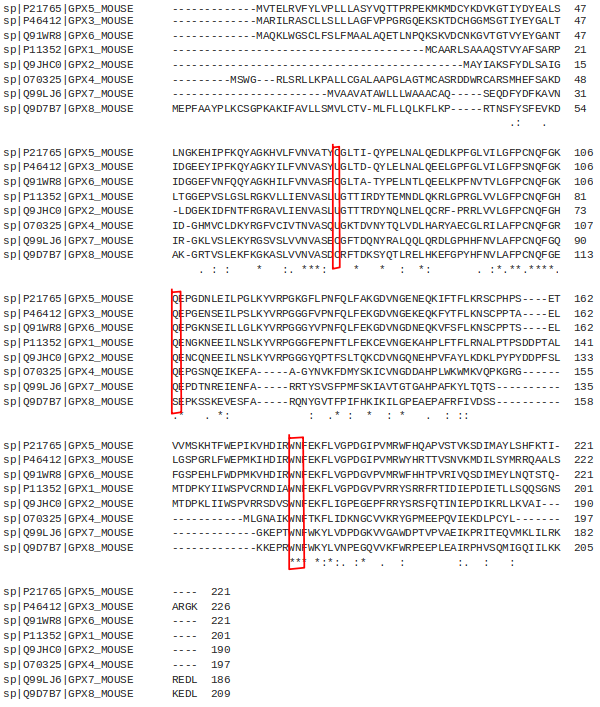 sp|P21765|GPX5_MOUSE      -------------MVTELRVFYLVPLLLASYVQTTPRPEKMKMDCYKDVKGTIYDYEALS  47
sp|P46412|GPX3_MOUSE      -------------MARILRASCLLSLLLAGFVPPGRGQEKSKTDCHGGMSGTIYEYGALT  47
sp|Q91WR8|GPX6_MOUSE      -------------MAQKLWGSCLFSLFMAALAQETLNPQKSKVDCNKGVTGTVYEYGANT  47
sp|P11352|GPX1_MOUSE      ---------------------------------------MCAARLSAAAQSTVYAFSARP  21
sp|Q9JHC0|GPX2_MOUSE      ---------------------------------------------MAYIAKSFYDLSAIG  15
sp|O70325|GPX4_MOUSE      ---------MSWG---RLSRLLKPALLCGALAAPGLAGTMCASRDDWRCARSMHEFSAKD  48
sp|Q99LJ6|GPX7_MOUSE      ------------------------MVAAVATAWLLLWAAACAQ-----SEQDFYDFKAVN  31
sp|Q9D7B7|GPX8_MOUSE      MEPFAAYPLKCSGPKAKIFAVLLSMVLCTV-MLFLLQLKFLKP-----RTNSFYSFEVKD  54
                                                                              .:   .
sp|P21765|GPX5_MOUSE      LNGKEHIPFKQYAGKHVLFVNVATYCGLTI-QYPELNALQEDLKPFGLVILGFPCNQFGK  106
sp|P46412|GPX3_MOUSE      IDGEEYIPFKQYAGKYILFVNVASYUGLTD-QYLELNALQEELGPFGLVILGFPSNQFGK  106
sp|Q91WR8|GPX6_MOUSE      IDGGEFVNFQQYAGKHILFVNVASFCGLTA-TYPELNTLQEELKPFNVTVLGFPCNQFGK  106
sp|P11352|GPX1_MOUSE      LTGGEPVSLGSLRGKVLLIENVASLUGTTIRDYTEMNDLQKRLGPRGLVVLGFPCNQFGH  81
sp|Q9JHC0|GPX2_MOUSE      -LDGEKIDFNTFRGRAVLIENVASLUGTTTRDYNQLNELQCRF-PRRLVVLGFPCNQFGH  73
sp|O70325|GPX4_MOUSE      ID-GHMVCLDKYRGFVCIVTNVASQUGKTDVNYTQLVDLHARYAECGLRILAFPCNQFGR  107
sp|Q99LJ6|GPX7_MOUSE      IR-GKLVSLEKYRGSVSLVVNVASECGFTDQNYRALQQLQRDLGPHHFNVLAFPCNQFGQ  90
sp|Q9D7B7|GPX8_MOUSE      AK-GRTVSLEKFKGKASLVVNVASDCRFTDKSYQTLRELHKEFGPYHFNVLAFPCNQFGE  113
                              . : :    *   :. ***:    *    *   *  :  *:       . :*.**.****.
sp|P21765|GPX5_MOUSE      QEPGDNLEILPGLKYVRPGKGFLPNFQLFAKGDVNGENEQKIFTFLKRSCPHPS----ET  162
sp|P46412|GPX3_MOUSE      QEPGENSEILPSLKYVRPGGGFVPNFQLFEKGDVNGEKEQKFYTFLKNSCPPTA----EL  162
sp|Q91WR8|GPX6_MOUSE      QEPGKNSEILLGLKYVRPGGGYVPNFQLFEKGDVNGDNEQKVFSFLKNSCPPTS----EL  162
sp|P11352|GPX1_MOUSE      QENGKNEEILNSLKYVRPGGGFEPNFTLFEKCEVNGEKAHPLFTFLRNALPTPSDDPTAL  141
sp|Q9JHC0|GPX2_MOUSE      QENCQNEEILNSLKYVRPGGGYQPTFSLTQKCDVNGQNEHPVFAYLKDKLPYPYDDPFSL  133
sp|O70325|GPX4_MOUSE      QEPGSNQEIKEFA-----A-GYNVKFDMYSKICVNGDDAHPLWKWMKVQPKGRG------  155
sp|Q99LJ6|GPX7_MOUSE      QEPDTNREIENFA-----RRTYSVSFPMFSKIAVTGTGAHPAFKYLTQTS----------  135
sp|Q9D7B7|GPX8_MOUSE      SEPKSSKEVESFA-----RQNYGVTFPIFHKIKILGPEAEPAFRFIVDSS----------  158
                          .*   . *:            :  .* :  *   : *   .  : ::
sp|P21765|GPX5_MOUSE      VVMSKHTFWEPIKVHDIRWNFEKFLVGPDGIPVMRWFHQAPVSTVKSDIMAYLSHFKTI-  221
sp|P46412|GPX3_MOUSE      LGSPGRLFWEPMKIHDIRWNFEKFLVGPDGIPVMRWYHRTTVSNVKMDILSYMRRQAALS  222
sp|Q91WR8|GPX6_MOUSE      FGSPEHLFWDPMKVHDIRWNFEKFLVGPDGVPVMRWFHHTPVRIVQSDIMEYLNQTSTQ-  221
sp|P11352|GPX1_MOUSE      MTDPKYIIWSPVCRNDIAWNFEKFLVGPDGVPVRRYSRRFRTIDIEPDIETLLSQQSGNS  201
sp|Q9JHC0|GPX2_MOUSE      MTDPKLIIWSPVRRSDVSWNFEKFLIGPEGEPFRRYSRSFQTINIEPDIKRLLKVAI---  190
sp|O70325|GPX4_MOUSE      -----------MLGNAIKWNFTKFLIDKNGCVVKRYGPMEEPQVIEKDLPCYL-------  197
sp|Q99LJ6|GPX7_MOUSE      -------------GKEPTWNFWKYLVDPDGKVVGAWDPTVPVAEIKPRITEQVMKLILRK  182
sp|Q9D7B7|GPX8_MOUSE      -------------KKEPRWNFWKYLVNPEGQVVKFWRPEEPLEAIRPHVSQMIGQIILKK  205
                                            *** *:*:. :*  .  :        :.  :   :
sp|P21765|GPX5_MOUSE      ----  221
sp|P46412|GPX3_MOUSE      ARGK  226
sp|Q91WR8|GPX6_MOUSE      ----  221
sp|P11352|GPX1_MOUSE      ----  201
sp|Q9JHC0|GPX2_MOUSE      ----  190
sp|O70325|GPX4_MOUSE      ----  197
sp|Q99LJ6|GPX7_MOUSE      REDL  186
sp|Q9D7B7|GPX8_MOUSE      KEDL  209